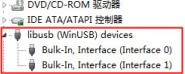 DVD/CD-ROM 驱动器
IDE ATA/ATAPI 控制器
libusb (WinUSB) devices
Bulk-In, Interface (Interface 0)
Bulk-In, Interface (Interface 1)